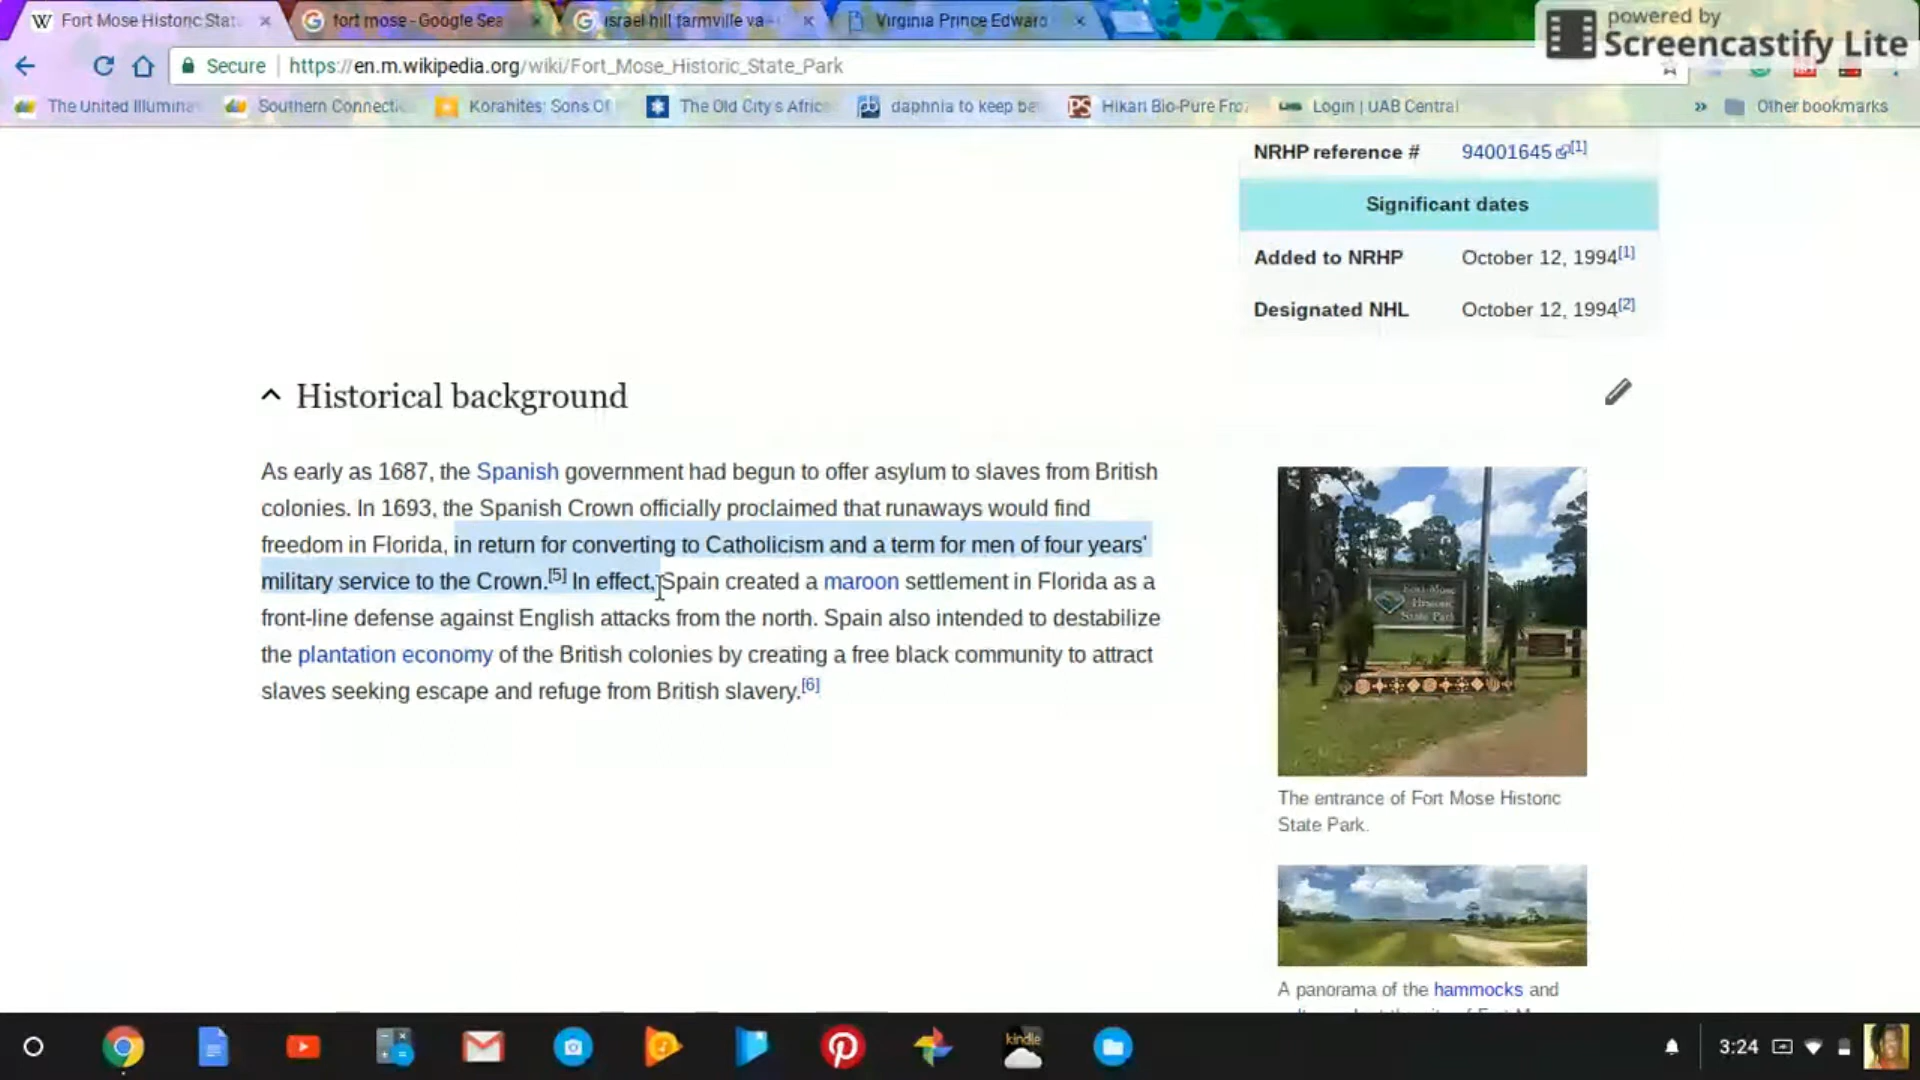 Fort Mose Historic Stat
fort mose - Google Sea
israel hill farmville va -
Virginia Prince Edward
powered by
Screencastify Lite
Secure
https://en.m.wikipedia.org/wiki/Fort_Mose_Historic_State_Park
The United Illumina
Southern Connectic
Korahites: Sons Of
The Old City's Afric
daphnia to keep be
Hikari Bio-Pure Fro
Login | UAB Central
» Other bookmarks
NRHP reference # 94001645 [1]
Significant dates
Added to NRHP October 12, 1994[1]
Designated NHL October 12, 1994[2]
Historical background
As early as 1687, the Spanish government had begun to offer asylum to slaves from British
colonies. In 1693, the Spanish Crown officially proclaimed that runaways would find
freedom in Florida, in return for converting to Catholicism and a term for men of four years'
military service to the Crown.[5] In effect, Spain created a maroon settlement in Florida as a
front-line defense against English attacks from the north. Spain also intended to destabilize
the plantation economy of the British colonies by creating a free black community to attract
slaves seeking escape and refuge from British slavery.[6]
Fort Mose
Historic
State Park
The entrance of Fort Mose Historic
State Park.
A panorama of the hammocks and
kindle
3:24